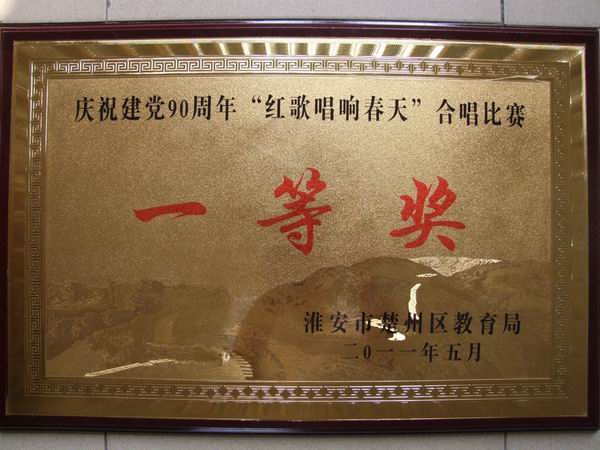 庆祝建党90周年“红歌唱响春天”合唱比赛
一等奖
淮安市楚州区教育局
二〇一一年五月